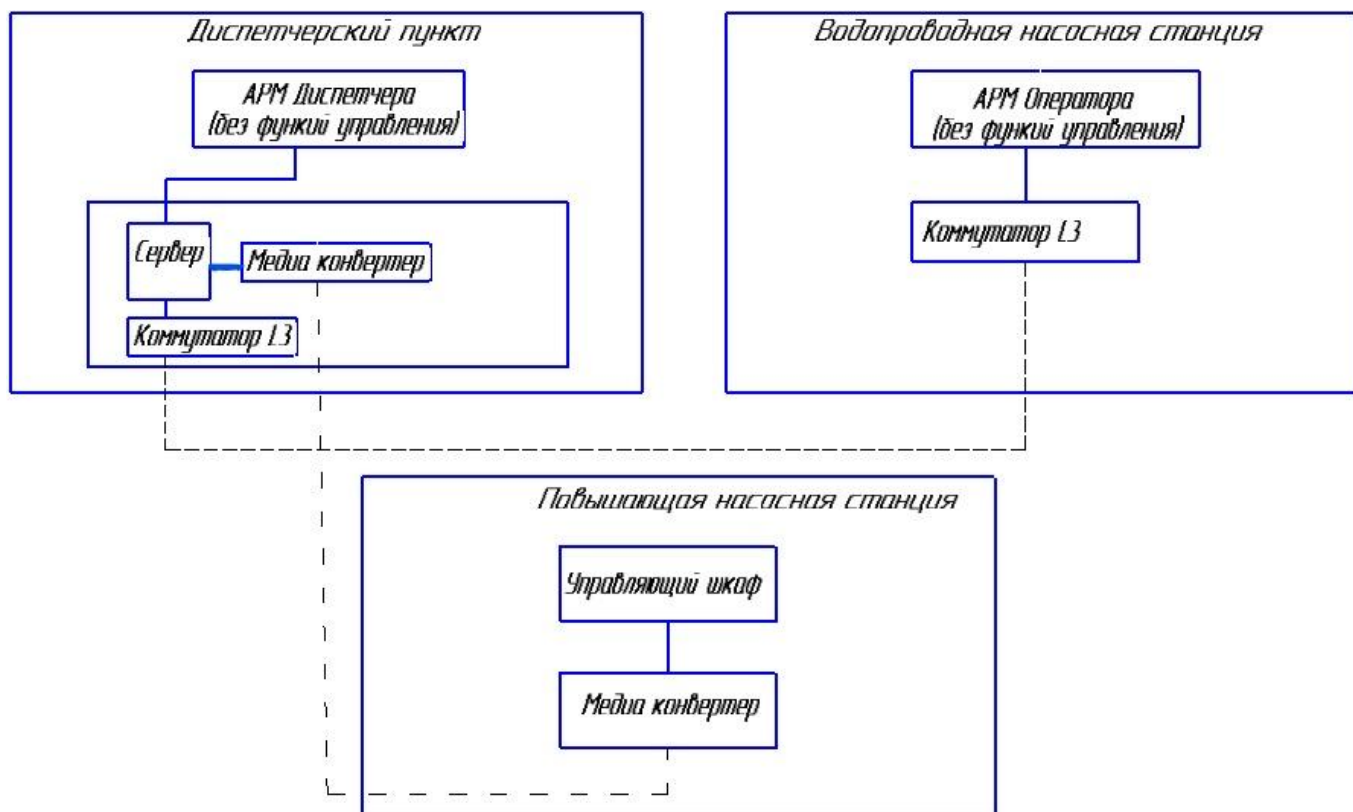 Диспетчерский пункт
АРМ Диспетчера
(без функий управления)
Сервер
Медиа конвертер
Коммутатор L3
Водопроводная насосная станция
АРМ Оператора
(без функий управления)
Коммутатор L3
Повышающая насосная станция
Управляющий шкаф
Медиа конвертер